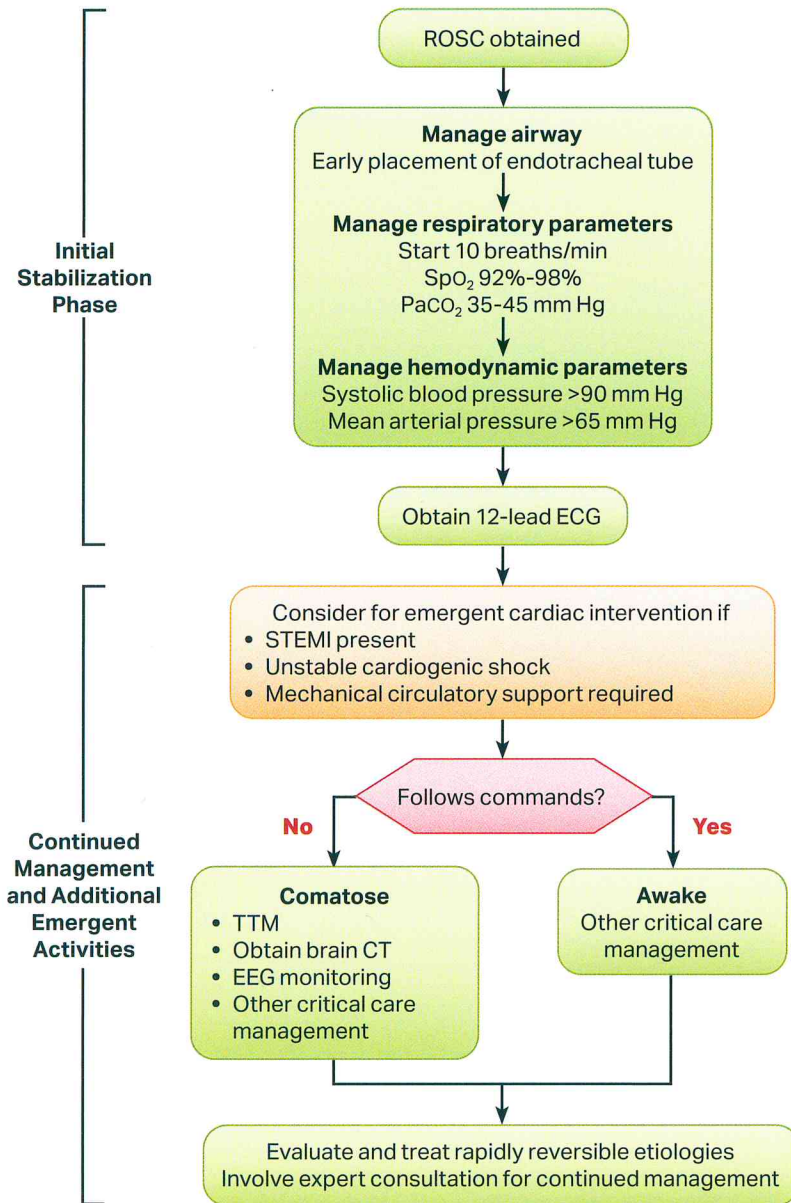 ROSC obtained
Manage airway
Early placement of endotracheal tube
Manage respiratory parameters
Start 10 breaths/min
SpO₂ 92%-98%
PaCO₂ 35-45 mm Hg
Manage hemodynamic parameters
Systolic blood pressure >90 mm Hg
Mean arterial pressure >65 mm Hg
Obtain 12-lead ECG
Initial
Stabilization
Phase
Consider for emergent cardiac intervention if
• STEMI present
• Unstable cardiogenic shock
• Mechanical circulatory support required
Follows commands?
No
Yes
Comatose
• TTM
• Obtain brain CT
• EEG monitoring
• Other critical care
management
Awake
Other critical care
management
Continued
Management
and Additional
Emergent
Activities
Evaluate and treat rapidly reversible etiologies
Involve expert consultation for continued management